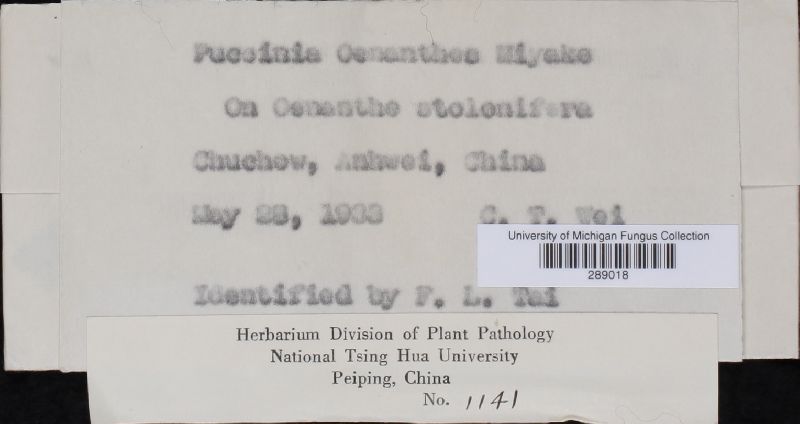 Puccinia Oenanthes Miyake
On Oenanthe stolonifera
Chuchow, Anhwei, China
May 28, 1933 C. T. Wei
University of Michigan Fungus Collection
289018
Identified by F. L. Tai
Herbarium Division of Plant Pathology
National Tsing Hua University
Peiping, China
No. 1141